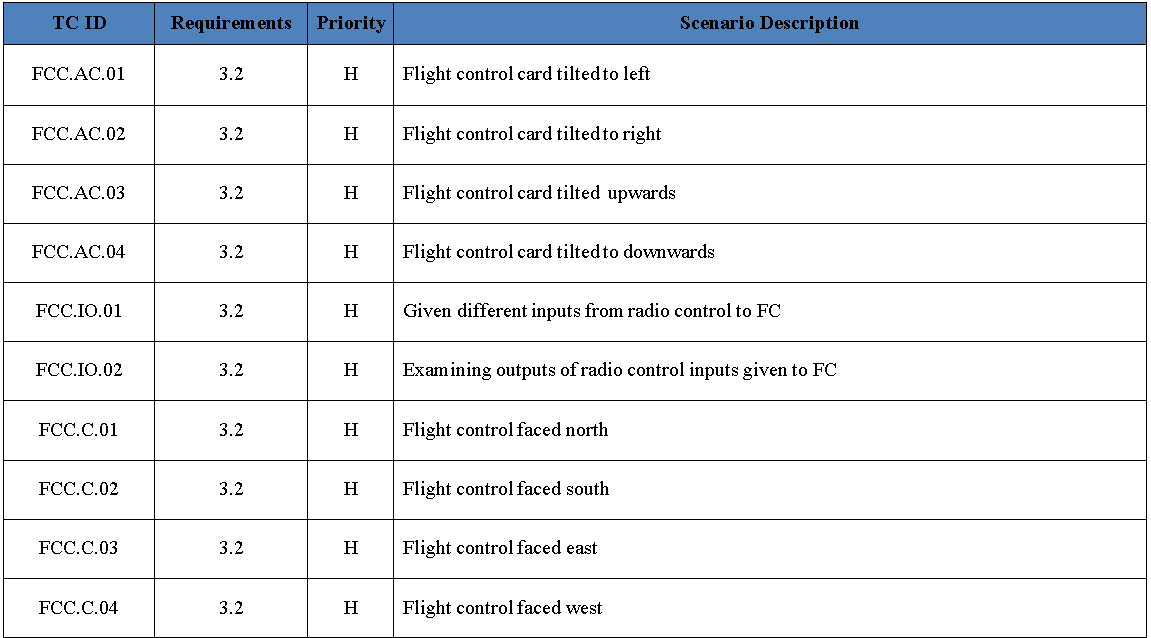 TC ID Requirements Priority Scenario Description
FCC.AC.01 3.2 H Flight control card tilted to left
FCC.AC.02 3.2 H Flight control card tilted to right
FCC.AC.03 3.2 H Flight control card tilted upwards
FCC.AC.04 3.2 H Flight control card tilted to downwards
FCC.IO.01 3.2 H Given different inputs from radio control to FC
FCC.IO.02 3.2 H Examining outputs of radio control inputs given to FC
FCC.C.01 3.2 H Flight control faced north
FCC.C.02 3.2 H Flight control faced south
FCC.C.03 3.2 H Flight control faced east
FCC.C.04 3.2 H Flight control faced west